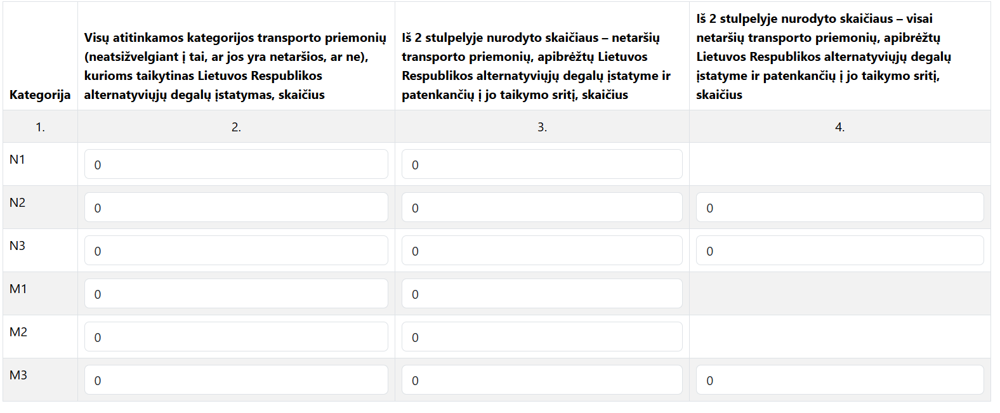 Kategorija
Visų atitinkamos kategorijos transporto priemonių
(neatsižvelgiant į tai, ar jos yra netaršios, ar ne),
kurioms taikytinas Lietuvos Respublikos
alternatyviųjų degalų įstatymas, skaičius
Iš 2 stulpelyje nurodyto skaičiaus – netaršių
transporto priemonių, apibrėžtų Lietuvos
Respublikos alternatyviųjų degalų įstatyme ir
patenkančių į jo taikymo sritį, skaičius
Iš 2 stulpelyje nurodyto skaičiaus – visai
netaršių transporto priemonių, apibrėžtų
Lietuvos Respublikos alternatyviųjų degalų
įstatyme ir patenkančių į jo taikymo sritį,
skaičius
1. 2. 3. 4.
N1 0 0
N2 0 0 0
N3 0 0 0
M1 0 0
M2 0 0
M3 0 0 0